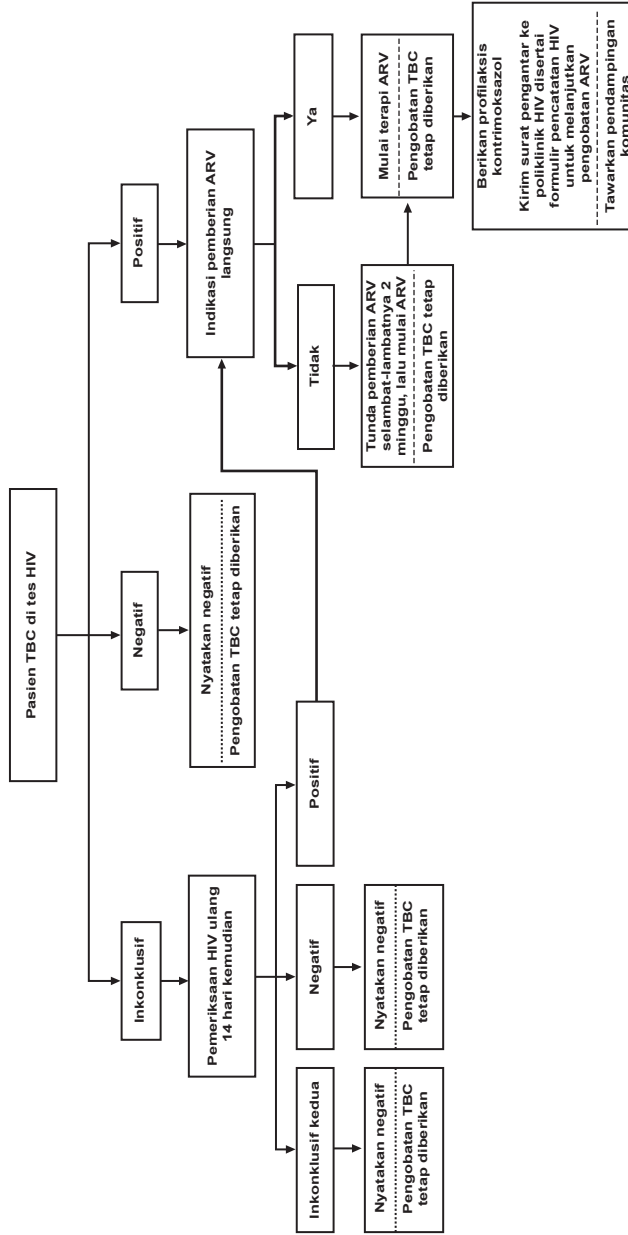 Pasien TBC di tes HIV
Inkonklusif
Negatif
Positif
Pemeriksaan HIV ulang
14 hari kemudian
Nyatakan negatif
Pengobatan TBC tetap diberikan
Indikasi pemberian ARV
langsung
Inkonklusif kedua
Negatif
Positif
Tidak
Ya
Nyatakan negatif
Pengobatan TBC
tetap diberikan
Nyatakan negatif
Pengobatan TBC
tetap diberikan
Tunda pemberian ARV
selambat-lambatnya 2
minggu, lalu mulai ARV
Pengobatan TBC tetap
diberikan
Mulai terapi ARV
Pengobatan TBC
tetap diberikan
Berikan profilaksis
kontrimoksazol
Kirim surat pengantar ke
poliklinik HIV disertai
formulir pencatatan HIV
untuk melanjutkan
pengobatan ARV
Tawarkan pendampingan
komunitas